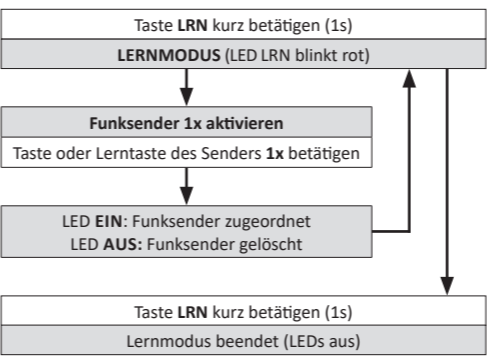 Taste LRN kurz betätigen (1s)
LERNMODUS (LED LRN blinkt rot)
Funksender 1x aktivieren
Taste oder Lerntaste des Senders 1x betätigen
LED EIN: Funksender zugeordnet
LED AUS: Funksender gelöscht
Taste LRN kurz betätigen (1s)
Lernmodus beendet (LEDs aus)